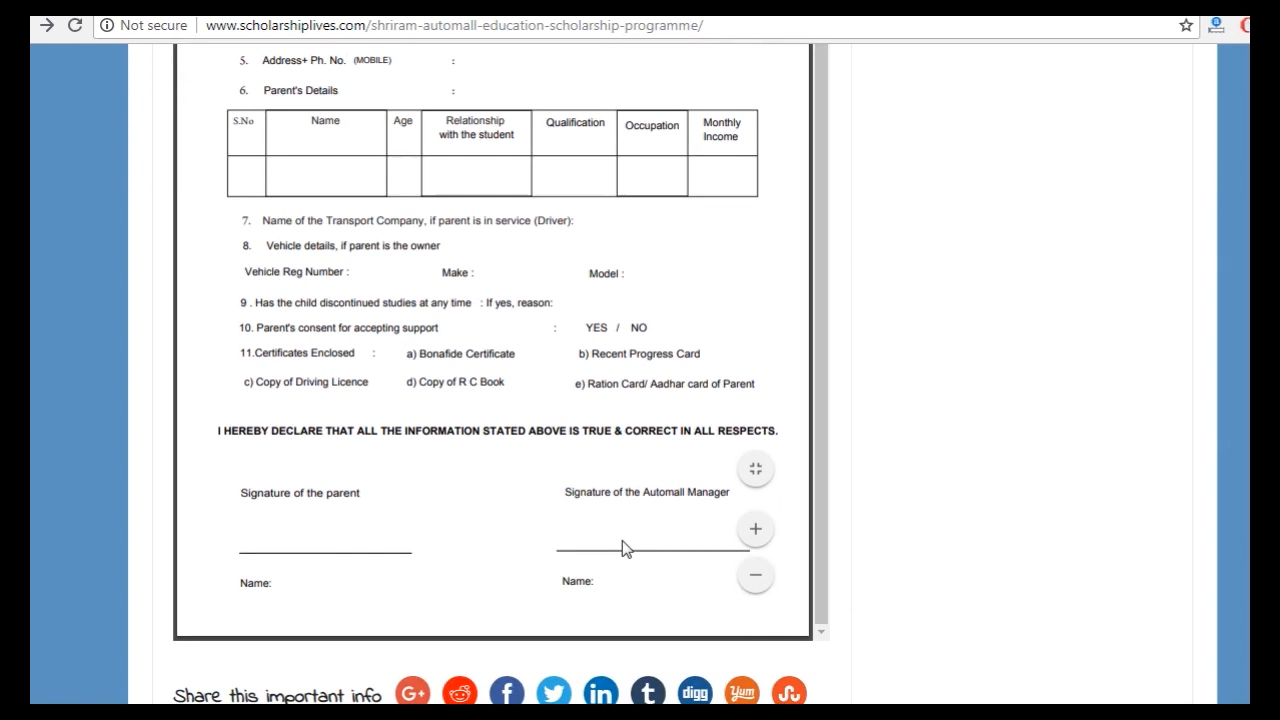 Not secure www.scholarshiplives.com/shriram-automall-education-scholarship-programme/
5. Address+ Ph. No. (MOBILE) :
6. Parent's Details :
S.No Name Age Relationship with the student Qualification Occupation Monthly Income
7. Name of the Transport Company, if parent is in service (Driver):
8. Vehicle details, if parent is the owner
Vehicle Reg Number : Make : Model :
9 . Has the child discontinued studies at any time : If yes, reason:
10. Parent's consent for accepting support : YES / NO
11.Certificates Enclosed : a) Bonafide Certificate b) Recent Progress Card
c) Copy of Driving Licence d) Copy of R C Book e) Ration Card/ Aadhar card of Parent
I HEREBY DECLARE THAT ALL THE INFORMATION STATED ABOVE IS TRUE & CORRECT IN ALL RESPECTS.
Signature of the parent Signature of the Automall Manager
Name: Name:
Share this important info G+ f in t digg Yum